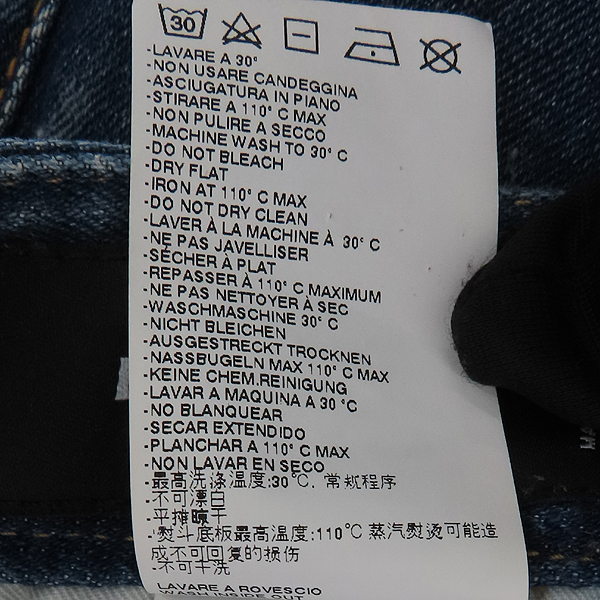 30
-LAVARE A 30°
-NON USARE CANDEGGINA
-ASCIUGATURA IN PIANO
-STIRARE A 110° C MAX
-NON PULIRE A SECCO
-MACHINE WASH TO 30° C
-DO NOT BLEACH
-DRY FLAT
-IRON AT 110° C MAX
-DO NOT DRY CLEAN
-LAVER À LA MACHINE À 30° C
-NE PAS JAVELLISER
-SÉCHER À PLAT
-REPASSER À 110° C MAXIMUM
-NE PAS NETTOYER À SEC
-WASCHMASCHINE 30° C
-NICHT BLEICHEN
-AUSGESTRECKT TROCKNEN
-NASSBUGELN MAX 110° C MAX
-KEINE CHEM.REINIGUNG
-LAVAR A MAQUINA A 30 °C
-NO BLANQUEAR
-SECAR EXTENDIDO
-PLANCHAR A 110° C MAX
-NON LAVAR EN SECO
-最高洗涤温度:30℃. 常规程序
-不可漂白
-平摊晾干
-熨斗底板最高温度:110℃ 蒸汽熨烫可能造
成不可回复的损伤
-不可干洗
LAVARE A ROVESCIO
WASH INSIDE OUT